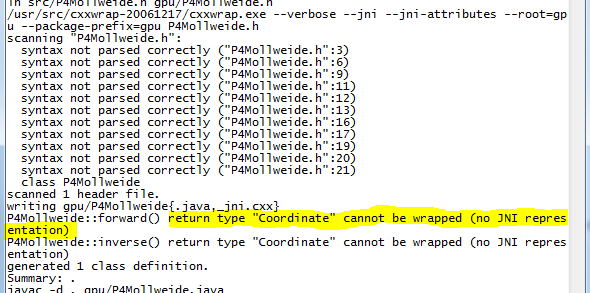 ln P4Mollweide.h gpu/P4Mollweide.h
/usr/src/cxxwrap-20061217/cxxwrap.exe --verbose --jni --jni-attributes --root=gp
u --package-prefix=gpu P4Mollweide.h
scanning "P4Mollweide.h":
syntax not parsed correctly ("P4Mollweide.h":3)
syntax not parsed correctly ("P4Mollweide.h":6)
syntax not parsed correctly ("P4Mollweide.h":9)
syntax not parsed correctly ("P4Mollweide.h":11)
syntax not parsed correctly ("P4Mollweide.h":12)
syntax not parsed correctly ("P4Mollweide.h":13)
syntax not parsed correctly ("P4Mollweide.h":16)
syntax not parsed correctly ("P4Mollweide.h":17)
syntax not parsed correctly ("P4Mollweide.h":19)
syntax not parsed correctly ("P4Mollweide.h":20)
syntax not parsed correctly ("P4Mollweide.h":21)
class P4Mollweide
scanned 1 header file.
writing gpu/P4Mollweide{.java,_jni.cxx}
P4Mollweide::forward() return type "Coordinate" cannot be wrapped (no JNI repres
entation)
P4Mollweide::inverse() return type "Coordinate" cannot be wrapped (no JNI repres
entation)
generated 1 class definition.
Summary: .
javac -d . gpu/P4Mollweide.java